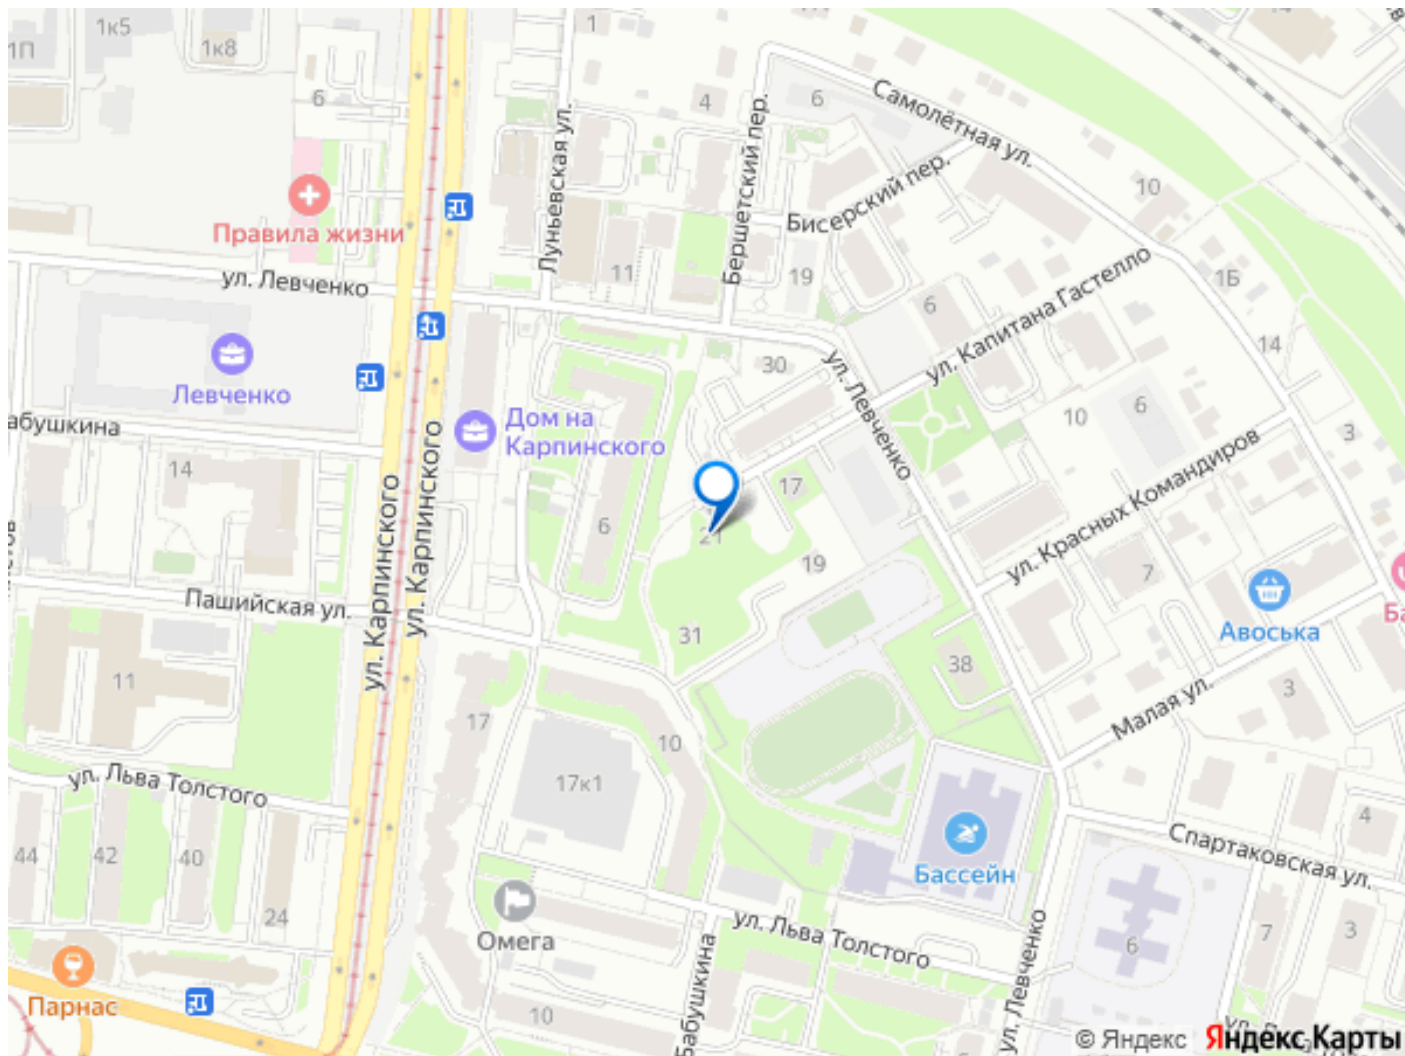 1П
1к5
1к8
6
1
4
6
Самолётная ул.
Луньевская ул.
Бершетский пер.
Бисерский пер.
10
Правила жизни
ул. Левченко
11
19
6
1Б
ул. Капитана Гастелло
14
Левченко
30
ул. Левченко
Дом на
Карпинского
абушкина
14
10
6
3
ул. Карпинского
ул. Карпинского
6
17
21
19
ул. Красных Командиров
7
Авоська
Ба
Пашийская ул.
31
38
11
17
10
Малая ул.
3
ул. Льва Толстого
17к1
44
42
40
24
Бассейн
4
Спартаковская ул.
Омега
ул. Льва Толстого
Бабушкина
ул. Левченко
6
7
3
Парнас
10
© Яндекс Яндекс Карты